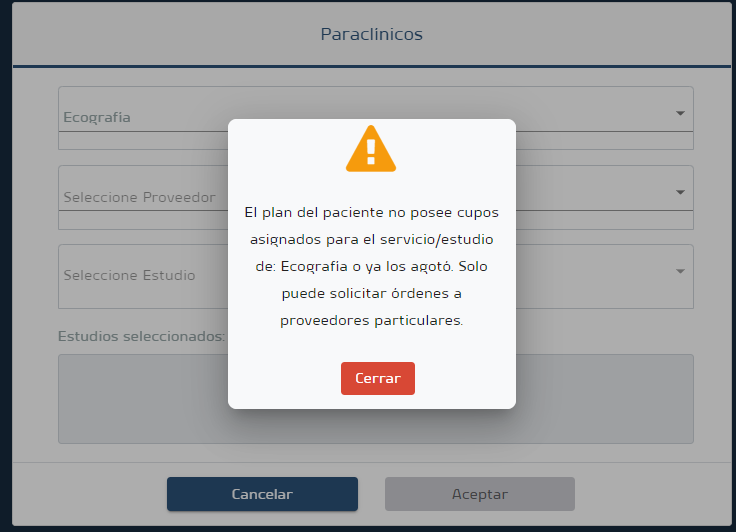 Paraclinicos
Ecografia
Seleccione Proveedor
Seleccione Estudio
Estudios seleccionados:
El plan del paciente no posee cupos
asignados para el servicio/estudio
de: Ecografia o ya los agotó. Solo
puede solicitar órdenes a
proveedores particulares.
Cerrar
Cancelar
Aceptar